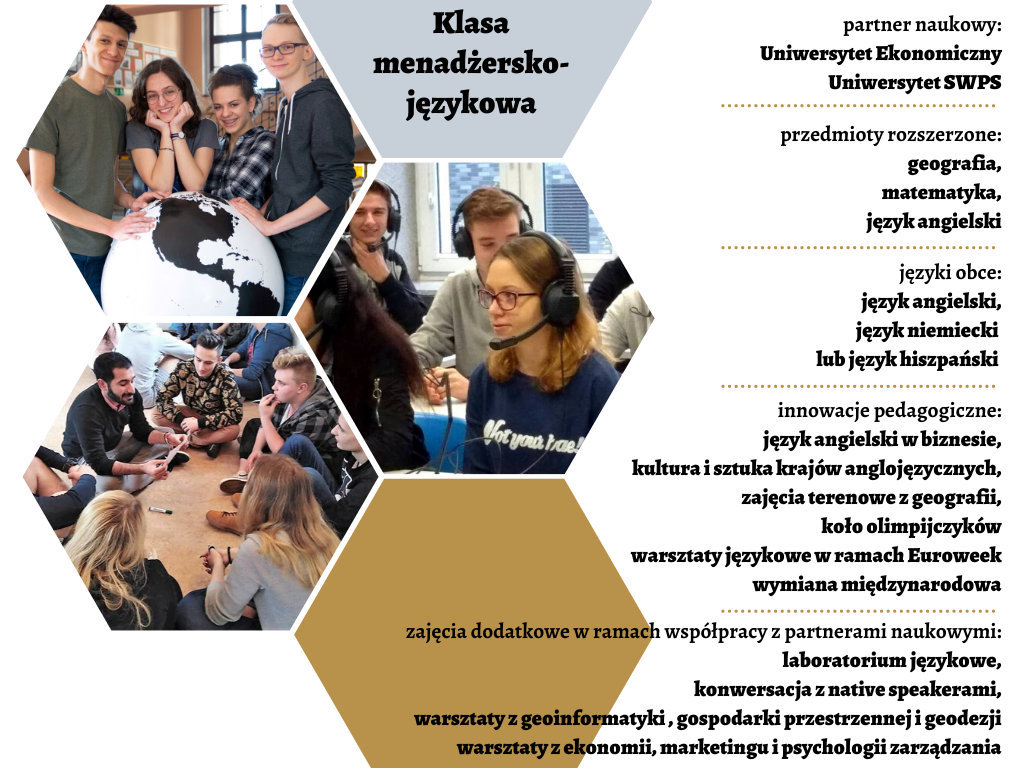 Klasa
menadżersko-
językowa
partner naukowy:
Uniwersytet Ekonomiczny
Uniwersytet SWPS
przedmioty rozszerzone:
geografia,
matematyka,
język angielski
języki obce:
język angielski,
język niemiecki
lub język hiszpański
innowacje pedagogiczne:
język angielski w biznesie,
kultura i sztuka krajów anglojęzycznych,
zajęcia terenowe z geografii,
koło olimpijczyków
warsztaty językowe w ramach Euroweek
wymiana międzynarodowa
zajęcia dodatkowe w ramach współpracy z partnerami naukowymi:
laboratorium językowe,
konwersacja z native speakerami,
warsztaty z geoinformatyki , gospodarki przestrzennej i geodezji
warsztaty z ekonomii, marketingu i psychologii zarządzania
Not your